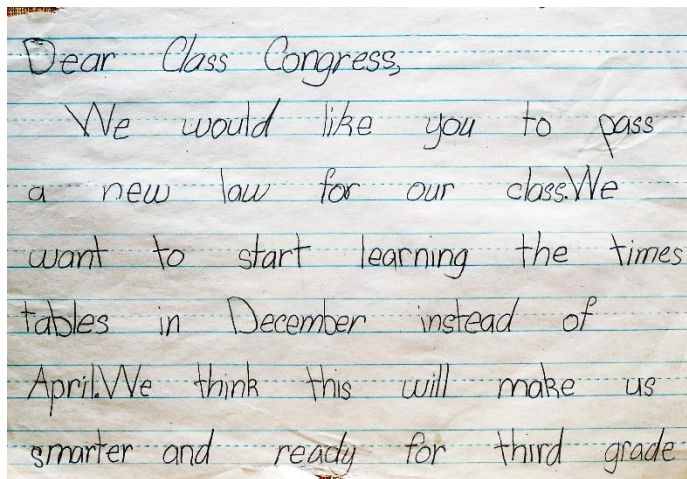 Dear Class Congress,
We would like you to pass
a new law for our class.We
want to start learning the times
tables in December instead of
April.We think this will make us
smarter and ready for third grade